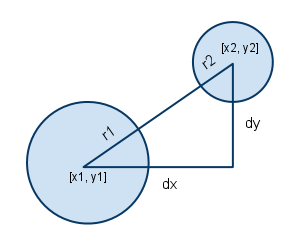 [x2, y2]
r2
r1
dy
[x1, y1]
dx